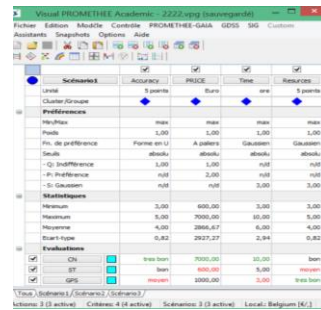 Visual PROMETHEE Academic - 2222.vpg (sauvegardé)
Fichier Edition Modèle Contrôle PROMETHEE-GAIA GDSS SIG Custom
Assistants Snapshots Options Aide
Scénario1 Accuracy PRICE Time Resurces
Unité 5 points Euro ore 5 points
Cluster/Groupe
Préférences
Min/Max max max max max
Poids 1,00 1,00 1,00 1,00
Fn. de préférence Forme en U A paliers Gaussien Gaussien
Seuils absolu absolu absolu absolu
- Q: Indifférence 1,00 1,00 n/d n/d
- P: Préférence n/d 2,00 n/d n/d
- S: Gaussien n/d n/d 3,00 3,00
Statistiques
Minimum 3,00 600,00 3,00 3,00
Maximum 5,00 7000,00 10,00 5,00
Moyenne 4,00 2866,67 6,00 4,00
Ecart-type 0,82 2927,27 2,94 0,82
Evaluations
CN tres bon 7000,00 10,00 bon
ST bon 600,00 5,00 moyen
GPS moyen 1000,00 3,00 tres bon
Tous Scénario1 Scénario2 Scénario3
Actions: 3 (3 active) Critères: 4 (4 active) Scénarios: 3 (3 active) Local.: Belgium [€/,]